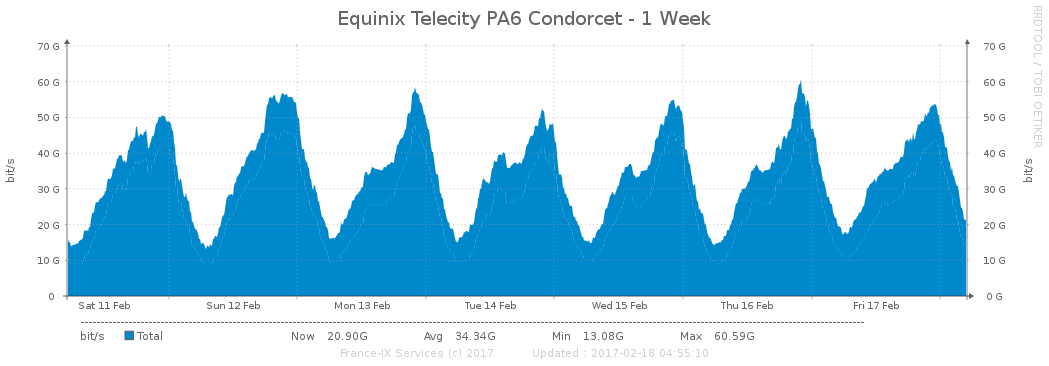 Equinix Telecity PA6 Condorcet - 1 Week
RRDTOOL / TOBI OETIKER
bit/s
bit/s
70 G 70 G
60 G 60 G
50 G 50 G
40 G 40 G
30 G 30 G
20 G 20 G
10 G 10 G
0 0 G
Sat 11 Feb Sun 12 Feb Mon 13 Feb Tue 14 Feb Wed 15 Feb Thu 16 Feb Fri 17 Feb
bit/s Total Now 20.90G Avg 34.34G Min 13.08G Max 60.59G
France-IX Services (c) 2017 Updated : 2017-02-18 04:55:10